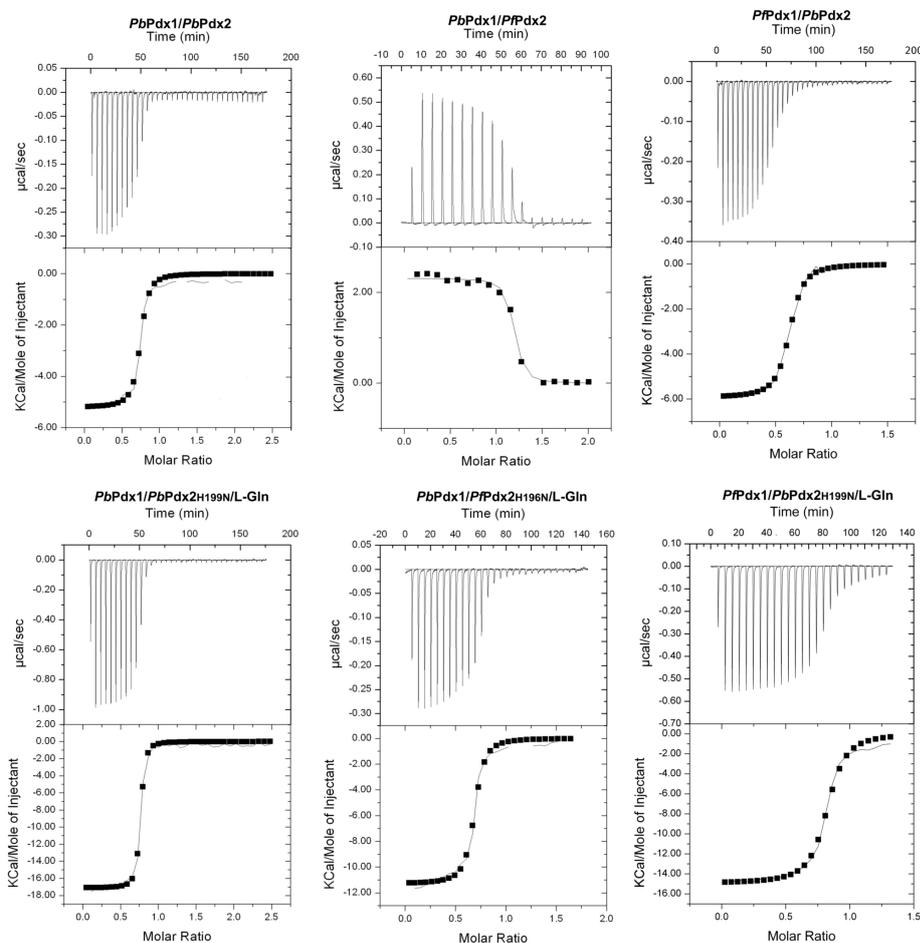 PbPdx1/PbPdx2
Time (min)
0 50 100 150 200
0.05
0.00
-0.05
-0.10
-0.15
-0.20
-0.25
-0.30
µcal/sec
0.00
-2.00
-4.00
-6.00
KCal/Mole of Injectant
0.0 0.5 1.0 1.5 2.0 2.5
Molar Ratio
PbPdx1/PfPdx2
Time (min)
-10 0 10 20 30 40 50 60 70 80 90 100
0.60
0.50
0.40
0.30
0.20
0.10
0.00
-0.10
µcal/sec
2.00
0.00
KCal/Mole of Injectant
0.0 0.5 1.0 1.5 2.0
Molar Ratio
PfPdx1/PbPdx2
Time (min)
0 50 100 150 200
0.00
-0.10
-0.20
-0.30
-0.40
µcal/sec
0.00
-2.00
-4.00
-6.00
KCal/Mole of Injectant
0.0 0.5 1.0 1.5
Molar Ratio
PbPdx1/PbPdx2H199N/L-Gln
Time (min)
0 50 100 150 200
0.00
-0.20
-0.40
-0.60
-0.80
-1.00
µcal/sec
2.00
0.00
-2.00
-4.00
-6.00
-8.00
-10.00
-12.00
-14.00
-16.00
-18.00
KCal/Mole of Injectant
0.0 0.5 1.0 1.5 2.0 2.5
Molar Ratio
PbPdx1/PfPdx2H196N/L-Gln
Time (min)
-20 0 20 40 60 80 100 120 140 160
0.05
0.00
-0.05
-0.10
-0.15
-0.20
-0.25
-0.30
µcal/sec
0.00
-2.00
-4.00
-6.00
-8.00
-10.00
-12.00
KCal/Mole of Injectant
0.0 0.5 1.0 1.5 2.0
Molar Ratio
PfPdx1/PbPdx2H199N/L-Gln
Time (min)
0 10 20 30 40 50 60 70 80 90 100 110 120 130 140
0.10
0.00
-0.10
-0.20
-0.30
-0.40
-0.50
-0.60
-0.70
µcal/sec
0.00
-2.00
-4.00
-6.00
-8.00
-10.00
-12.00
-14.00
-16.00
KCal/Mole of Injectant
0.0 0.5 1.0 1.5
Molar Ratio